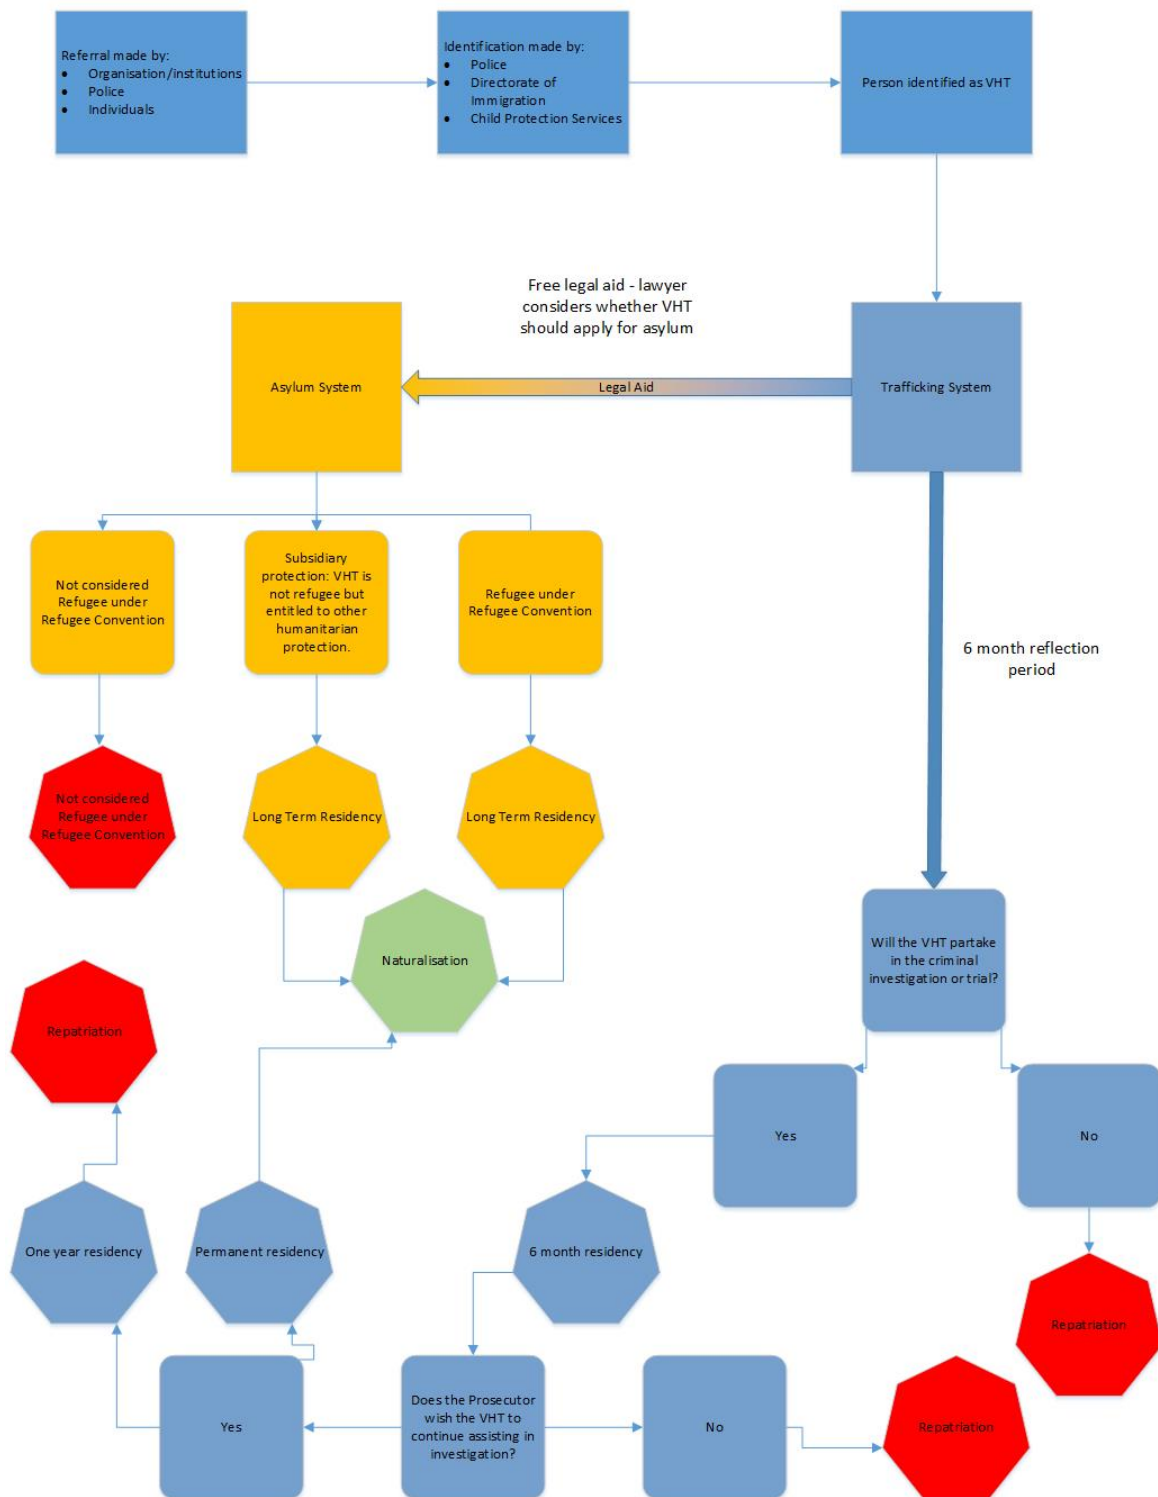 Referral made by:
• Organisation/institutions
• Police
• Individuals
Identification made by:
• Police
• Directorate of
Immigration
• Child Protection Services
Person identified as VHT
Free legal aid - lawyer
considers whether VHT
should apply for asylum
Asylum System
Legal Aid
Trafficking System
Not considered
Refugee under
Refugee Convention
Subsidiary
protection: VHT is
not refugee but
entitled to other
humanitarian
protection.
Refugee under
Refugee Convention
6 month reflection
period
Not considered
Refugee under
Refugee Convention
Long Term Residency
Long Term Residency
Naturalisation
Will the VHT partake
in the criminal
investigation or trial?
Repatriation
Yes
No
One year residency
Permanent residency
6 month residency
Repatriation
Yes
Does the Prosecutor
wish the VHT to
continue assisting in
investigation?
No
Repatriation